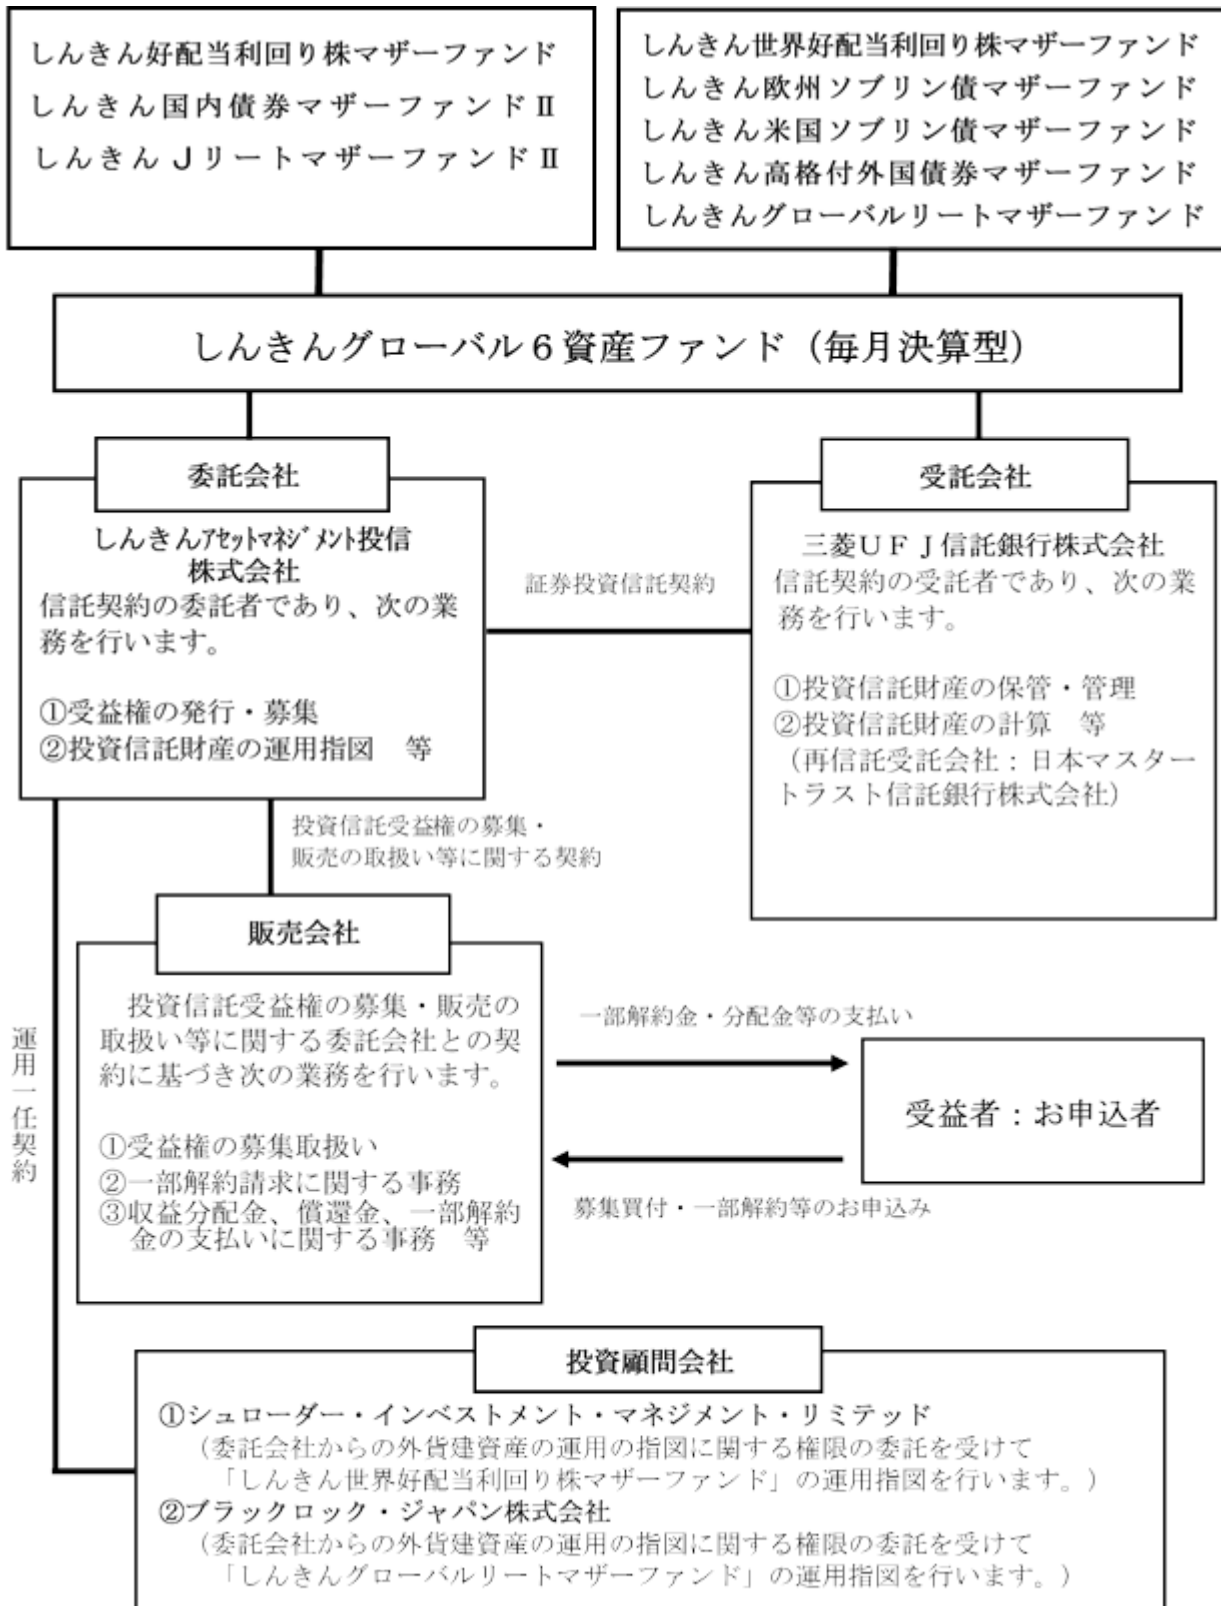 しんきん好配当利回り株マザーファンド
しんきん国内債券マザーファンドⅡ
しんきんＪリートマザーファンドⅡ
しんきん世界好配当利回り株マザーファンド
しんきん欧州ソブリン債マザーファンド
しんきん米国ソブリン債マザーファンド
しんきん高格付外国債券マザーファンド
しんきんグローバルリートマザーファンド
しんきんグローバル６資産ファンド（毎月決算型）
委託会社
しんきんｱｾｯﾄﾏﾈｼﾞﾒﾝﾄ投信
株式会社
信託契約の委託者であり、次の業
務を行います。
①受益権の発行・募集
②投資信託財産の運用指図　等
証券投資信託契約
受託会社
三菱ＵＦＪ信託銀行株式会社
信託契約の受託者であり、次の業
務を行います。
①投資信託財産の保管・管理
②投資信託財産の計算　等
（再信託受託会社：日本マスター
トラスト信託銀行株式会社）
投資信託受益権の募集・
販売の取扱い等に関する契約
販売会社
投資信託受益権の募集・販売の
取扱い等に関する委託会社との契
約に基づき次の業務を行います。
①受益権の募集取扱い
②一部解約請求に関する事務
③収益分配金、償還金、一部解約
金の支払いに関する事務　等
一部解約金・分配金等の支払い
受益者：お申込者
募集買付・一部解約等のお申込み
運用一任契約
投資顧問会社
①シュローダー・インベストメント・マネジメント・リミテッド
（委託会社からの外貨建資産の運用の指図に関する権限の委託を受けて
「しんきん世界好配当利回り株マザーファンド」の運用指図を行います。）
②ブラックロック・ジャパン株式会社
（委託会社からの外貨建資産の運用の指図に関する権限の委託を受けて
「しんきんグローバルリートマザーファンド」の運用指図を行います。）